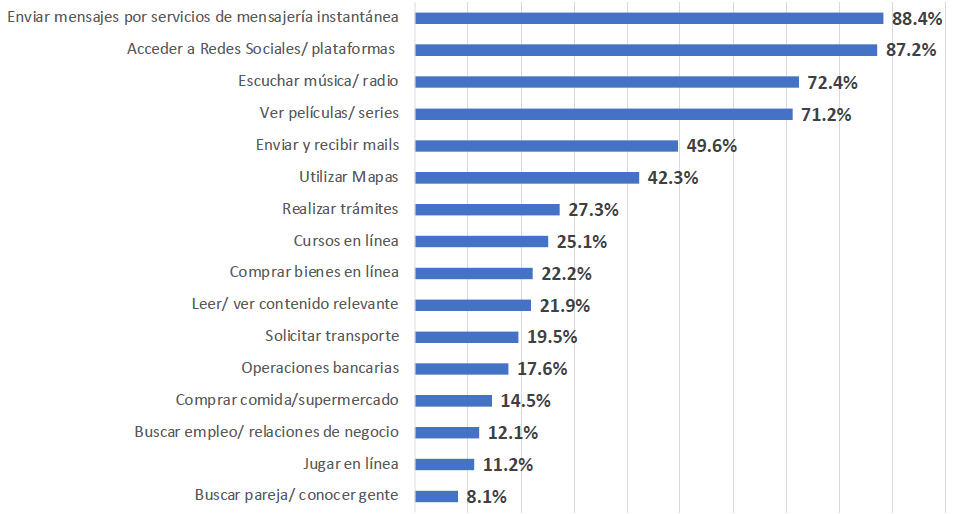 Enviar mensajes por servicios de mensajería instantánea 88.4%
Acceder a Redes Sociales/ plataformas 87.2%
Escuchar música/ radio 72.4%
Ver películas/ series 71.2%
Enviar y recibir mails 49.6%
Utilizar Mapas 42.3%
Realizar trámites 27.3%
Cursos en línea 25.1%
Comprar bienes en línea 22.2%
Leer/ ver contenido relevante 21.9%
Solicitar transporte 19.5%
Operaciones bancarias 17.6%
Comprar comida/supermercado 14.5%
Buscar empleo/ relaciones de negocio 12.1%
Jugar en línea 11.2%
Buscar pareja/ conocer gente 8.1%